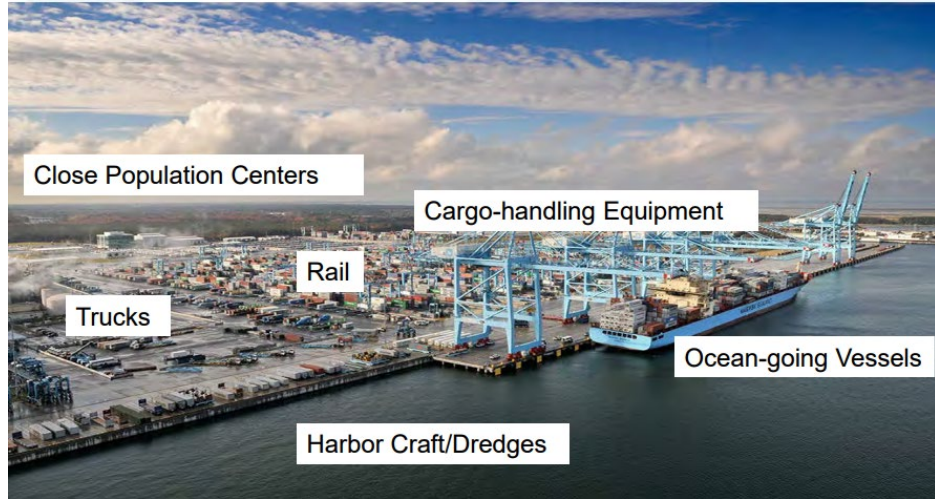 Close Population Centers
Cargo-handling Equipment
Rail
Trucks
Ocean-going Vessels
Harbor Craft/Dredges